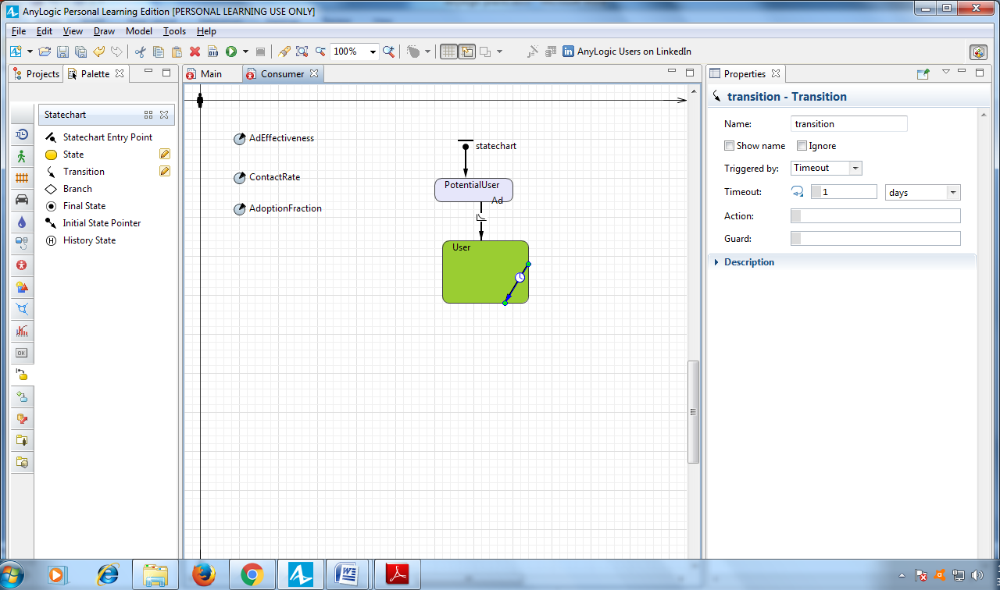 AnyLogic Personal Learning Edition [PERSONAL LEARNING USE ONLY]
File Edit View Draw Model Tools Help
010 100% AnyLogic Users on LinkedIn
Projects Palette Main Consumer Properties
transition - Transition
Statechart
Statechart Entry Point
State
Transition
Branch
Final State
Initial State Pointer
H History State
OK
AdEffectiveness
ContactRate
AdoptionFraction
statechart
PotentialUser
Ad
User
Name: transition
Show name Ignore
Triggered by: Timeout
Timeout: 1 days
Action:
Guard:
Description